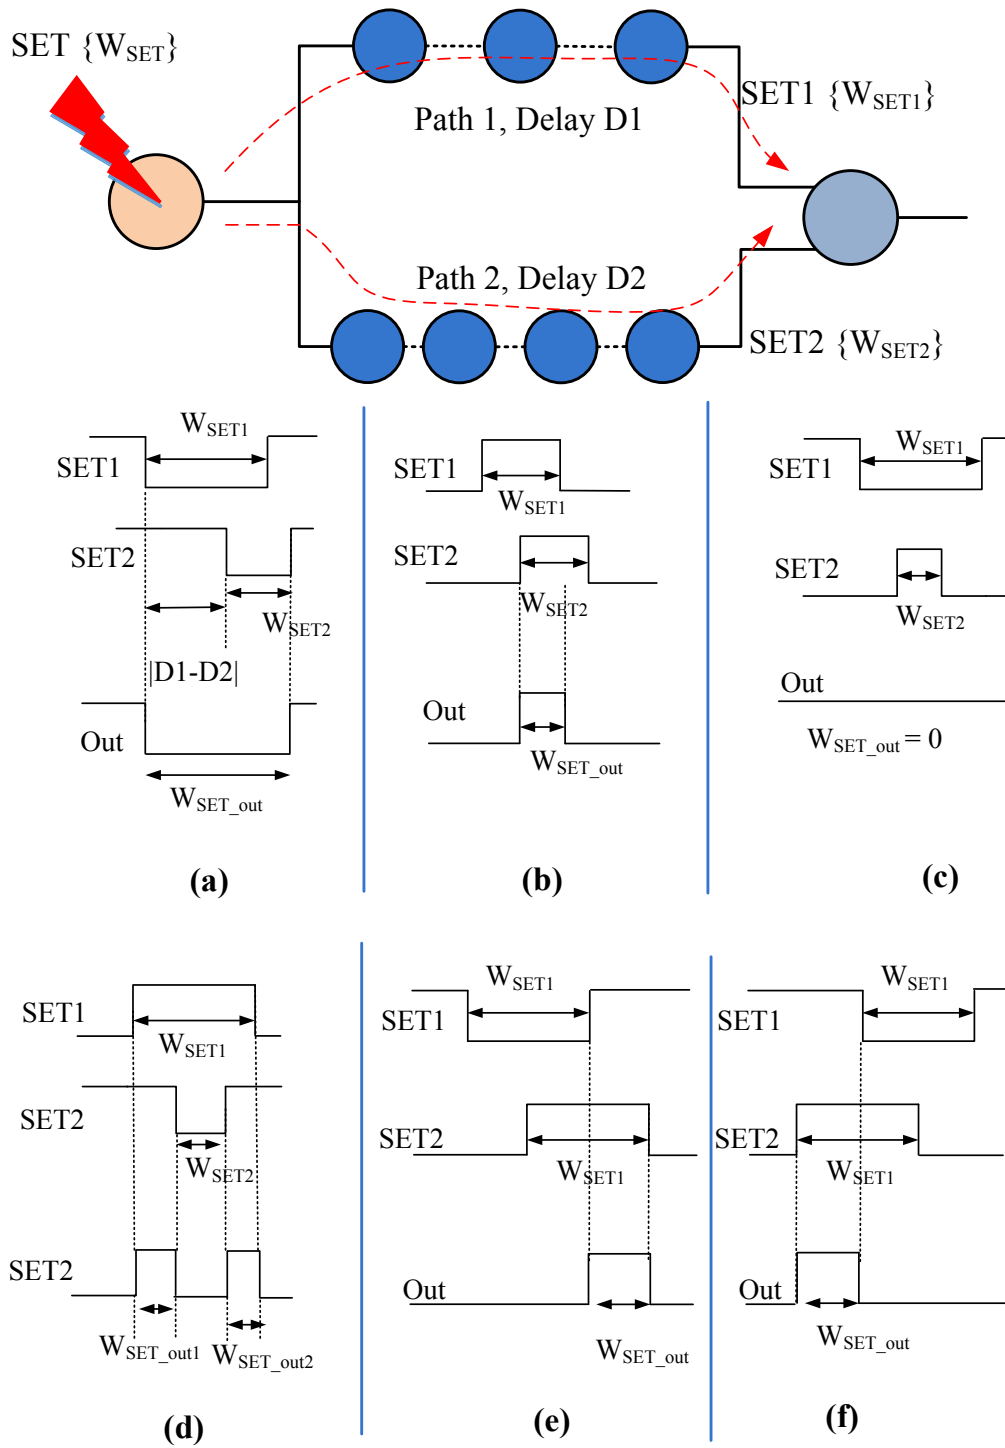 SET {W_SET}
SET1 {W_SET1}
Path 1, Delay D1
Path 2, Delay D2
SET2 {W_SET2}
W_SET1
SET1
SET2
W_SET2
|D1-D2|
Out
W_SET_out
(a)
SET1
W_SET1
SET2
W_SET2
Out
W_SET_out
(b)
W_SET1
SET1
SET2
W_SET2
Out
W_SET_out = 0
(c)
SET1
W_SET1
SET2
W_SET2
SET2
W_SET_out1
W_SET_out2
(d)
W_SET1
SET1
SET2
W_SET1
Out
W_SET_out
(e)
W_SET1
SET1
SET2
W_SET1
Out
W_SET_out
(f)